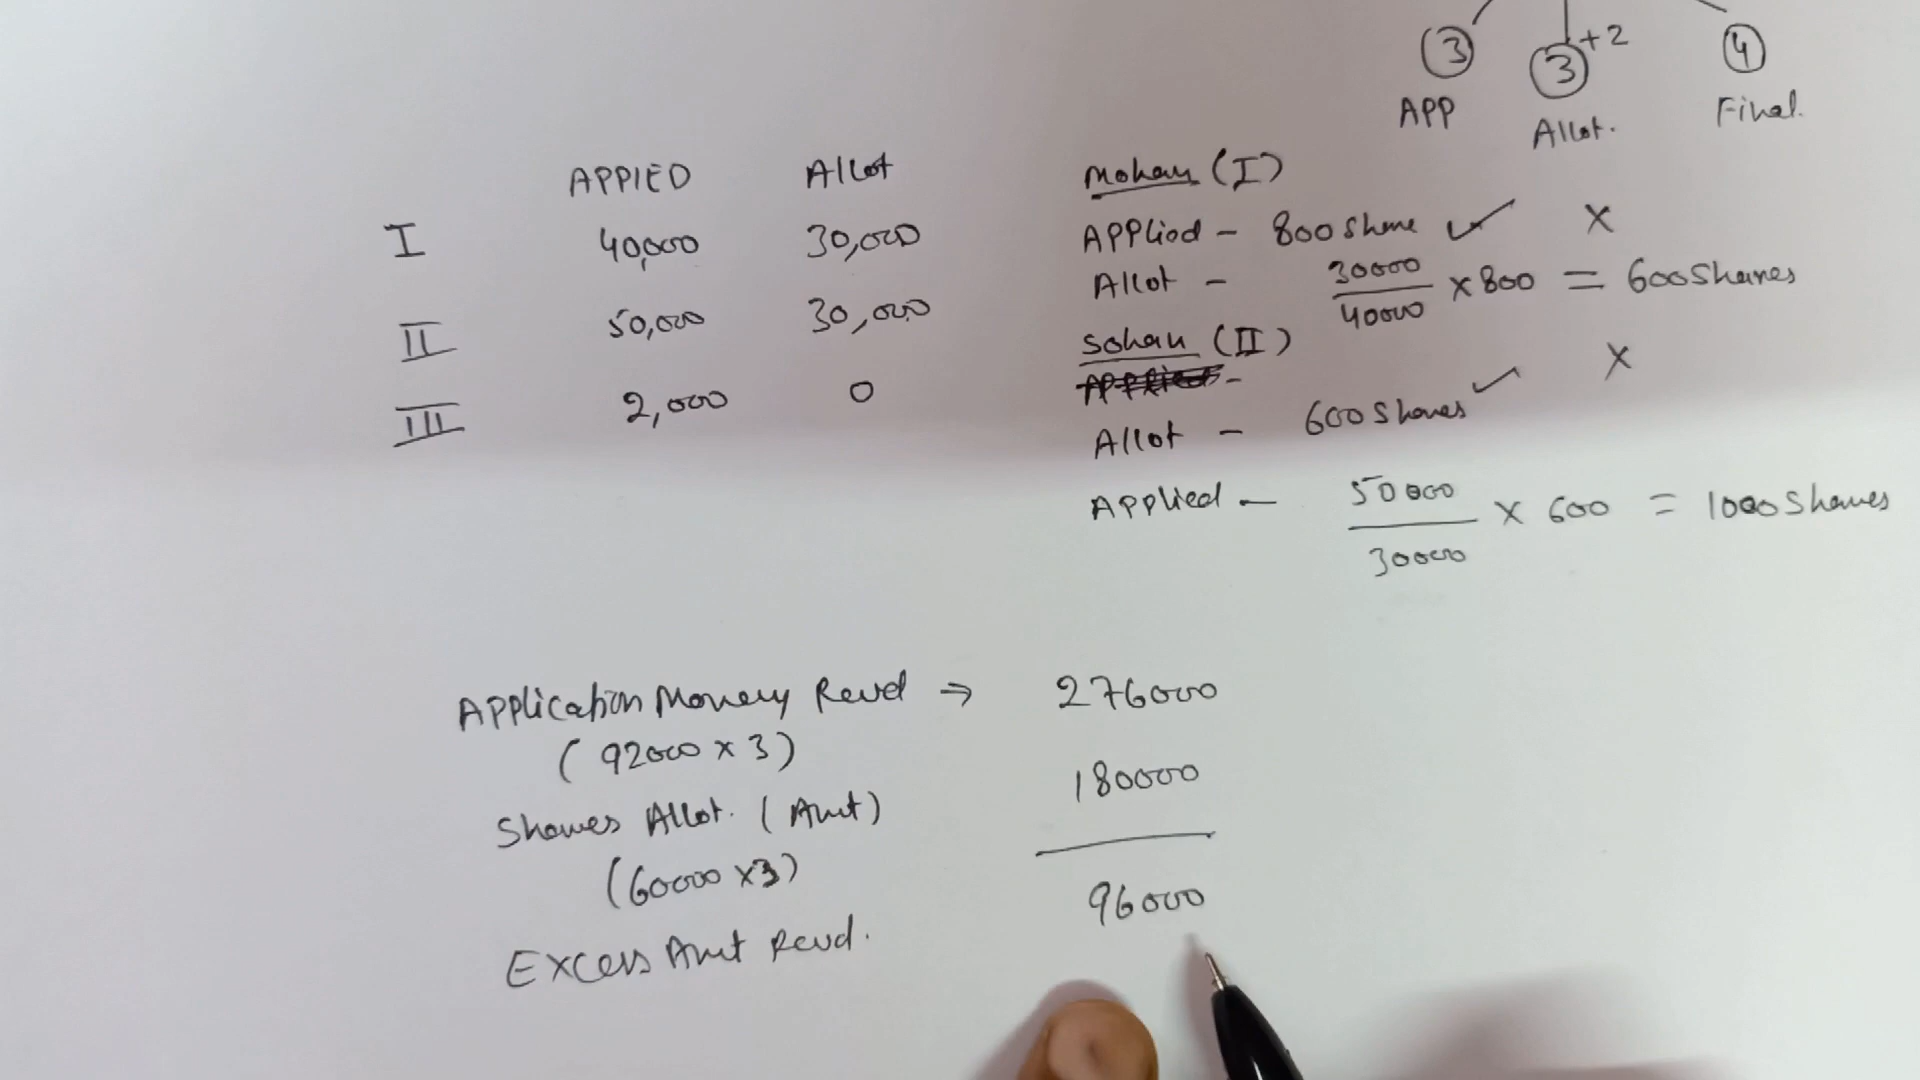 3 3 +2 4
APP Allot. Final.
APPIED Allot
I 40,000 30,000
II 50,000 30,000
III 2,000 0
Mohan (I)
APPliod - 800 Share ✓ X
Allot - 30000/40000 x 800 = 600 Shares
Sohan (II)
Allot - 600 Shares ✓ X
Applied - 50000/30000 x 600 = 1000 Shares
Application Money Recd → 276000
(92000 x 3)
Shares Allot. (Amt) 180000
(60000 x 3)
Excess Amt Recd. 96000